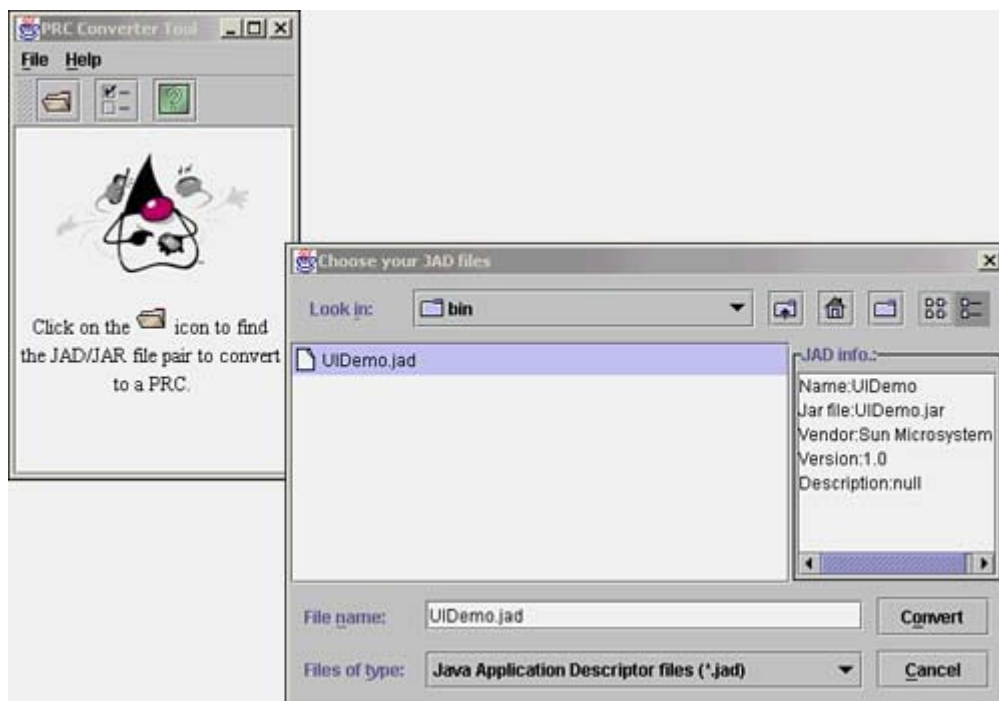 PRC Converter Tool
File Help
Click on the icon to find
the JAD/JAR file pair to convert
to a PRC.
Choose your JAD files
Look in: bin
UIDemo.jad
JAD info.:
Name:UIDemo
Jar file:UIDemo.jar
Vendor:Sun Microsystem
Version:1.0
Description:null
File name: UIDemo.jad Convert
Files of type: Java Application Descriptor files (*.jad) Cancel